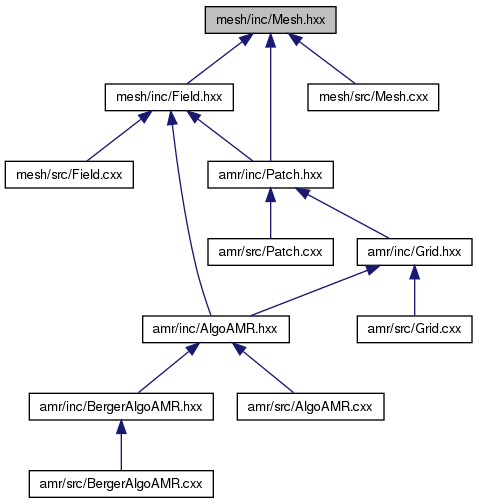 mesh/inc/Mesh.hxx
mesh/inc/Field.hxx
mesh/src/Mesh.cxx
mesh/src/Field.cxx
amr/inc/Patch.hxx
amr/src/Patch.cxx
amr/inc/Grid.hxx
amr/inc/AlgoAMR.hxx
amr/src/Grid.cxx
amr/inc/BergerAlgoAMR.hxx
amr/src/AlgoAMR.cxx
amr/src/BergerAlgoAMR.cxx